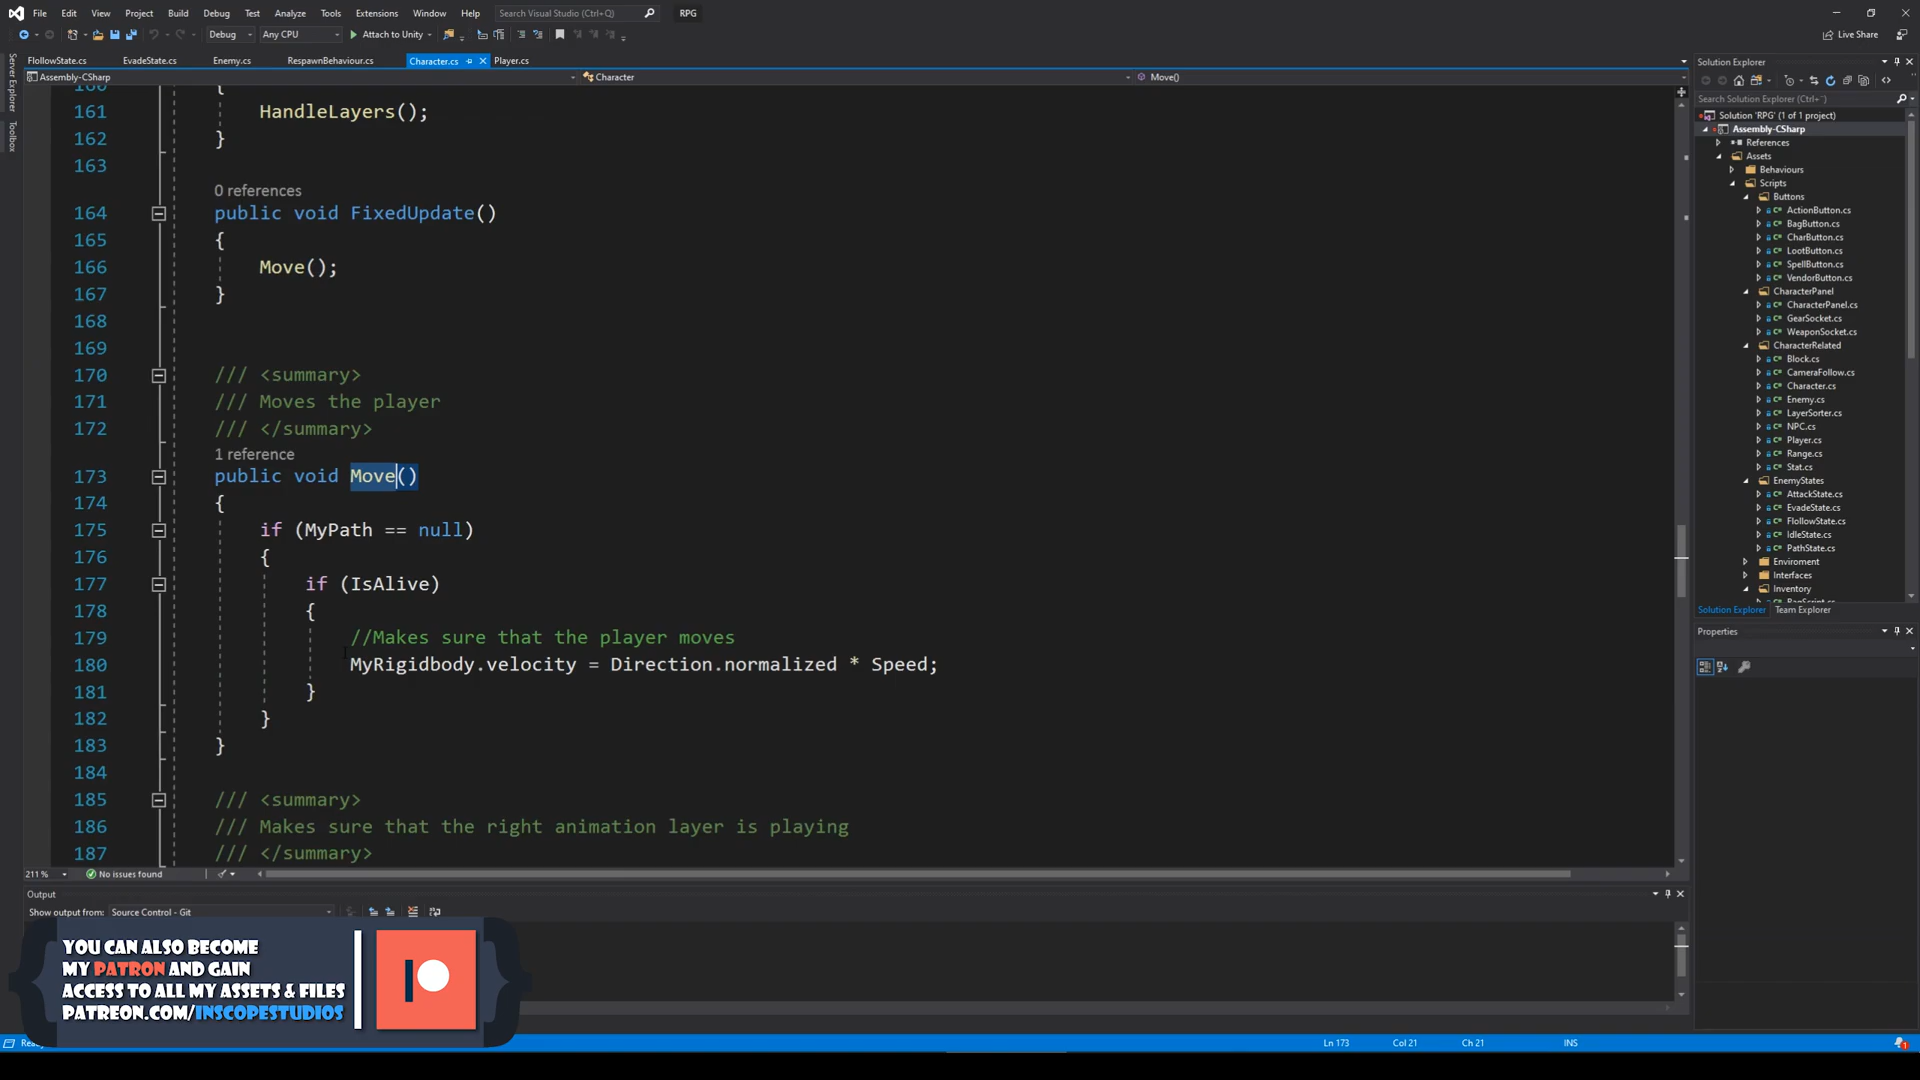 File Edit View Project Build Debug Test Analyze Tools Extensions Window Help Search Visual Studio (Ctrl+Q) RPG
Debug Any CPU Attach to Unity Live Share
FlollowState.cs EvadeState.cs Enemy.cs RespawnBehaviour.cs Character.cs Player.cs
Assembly-CSharp Character Move()
Server Explorer
Toolbox
160 {
161 HandleLayers();
162 }
163
0 references
164 public void FixedUpdate()
165 {
166 Move();
167 }
168
169
170 /// <summary>
171 /// Moves the player
172 /// </summary>
1 reference
173 public void Move()
174 {
175 if (MyPath == null)
176 {
177 if (IsAlive)
178 {
179 //Makes sure that the player moves
180 MyRigidbody.velocity = Direction.normalized * Speed;
181 }
182 }
183 }
184
185 /// <summary>
186 /// Makes sure that the right animation layer is playing
187 /// </summary>
211 % No issues found
Output
Show output from: Source Control - Git
YOU CAN ALSO BECOME
MY PATRON AND GAIN
ACCESS TO ALL MY ASSETS & FILES
PATREON.COM/INSCOPESTUDIOS
Ln 173 Col 21 Ch 21 INS
Solution Explorer
Search Solution Explorer (Ctrl+¨)
Solution 'RPG' (1 of 1 project)
Assembly-CSharp
References
Assets
Behaviours
Scripts
Buttons
ActionButton.cs
BagButton.cs
CharButton.cs
LootButton.cs
SpellButton.cs
VendorButton.cs
CharacterPanel
CharacterPanel.cs
GearSocket.cs
WeaponSocket.cs
CharacterRelated
Block.cs
CameraFollow.cs
Character.cs
Enemy.cs
LayerSorter.cs
NPC.cs
Player.cs
Range.cs
Stat.cs
EnemyStates
AttackState.cs
EvadeState.cs
FlollowState.cs
IdleState.cs
PathState.cs
Enviroment
Interfaces
Inventory
BagScript.cs
Solution Explorer Team Explorer
Properties